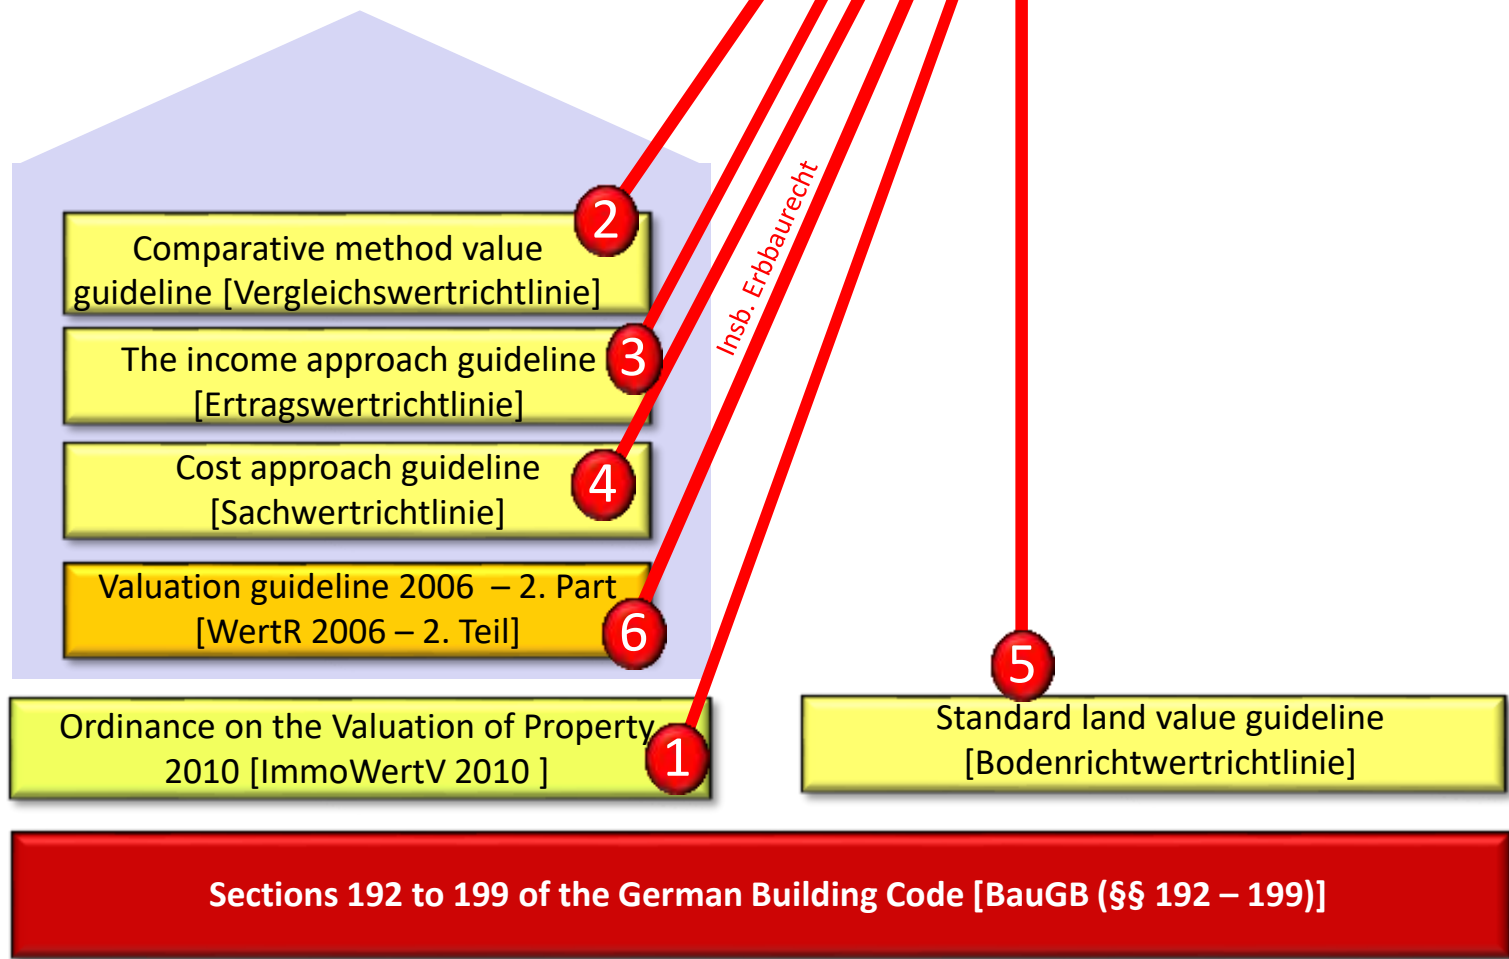 2
Comparative method value
guideline [Vergleichswertrichtlinie]
3
The income approach guideline
[Ertragswertrichtlinie]
4
Cost approach guideline
[Sachwertrichtlinie]
Valuation guideline 2006 – 2. Part
[WertR 2006 – 2. Teil]
6
Insb. Erbbaurecht
Ordinance on the Valuation of Property
2010 [ImmoWertV 2010 ]
1
5
Standard land value guideline
[Bodenrichtwertrichtlinie]
Sections 192 to 199 of the German Building Code [BauGB (§§ 192 – 199)]